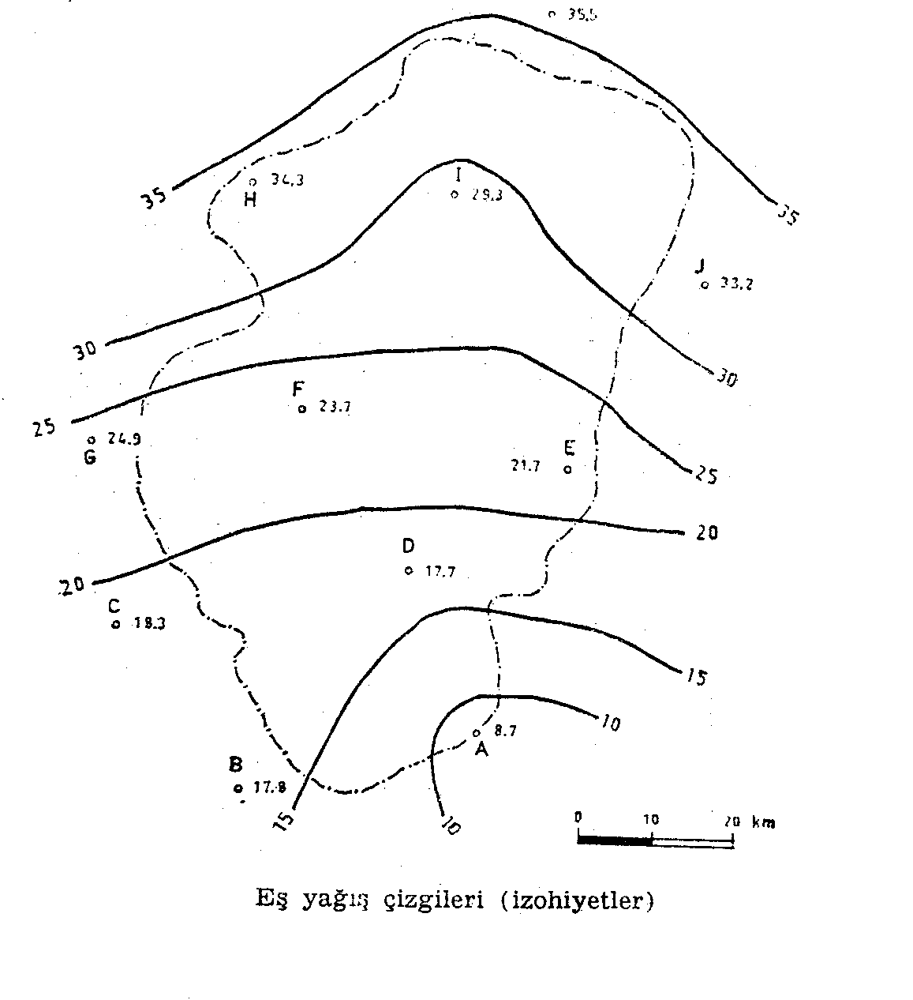 35.5
35
34.3
H
I
29.3
35
J
33.2
30
30
F
23.7
25
24.9
G
E
21.7
25
20
D
17.7
20
C
18.3
15
10
8.7
A
B
17.8
15
10
0 10 20 km
Eş yağış çizgileri (izohiyetler)